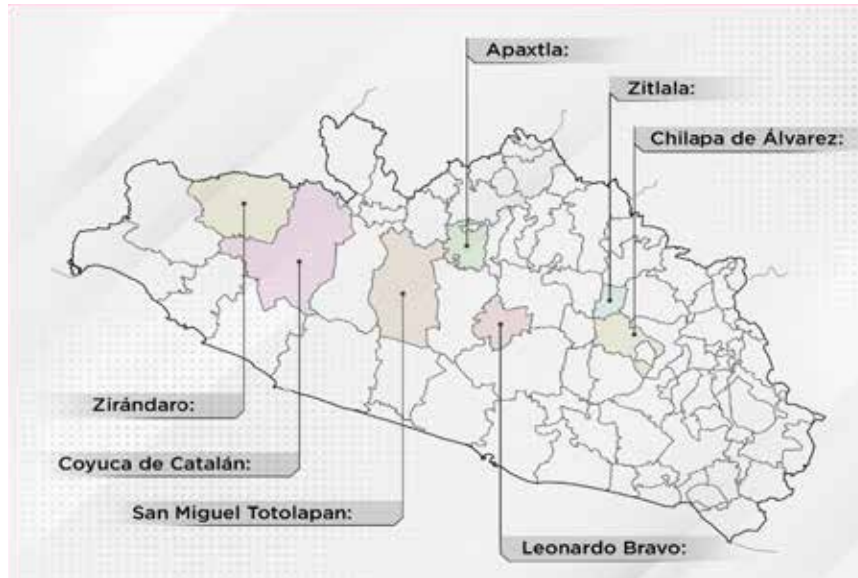 Apaxtla:
Zitlala:
Chilapa de Álvarez:
Zirándaro:
Coyuca de Catalán:
San Miguel Totolapan:
Leonardo Bravo: